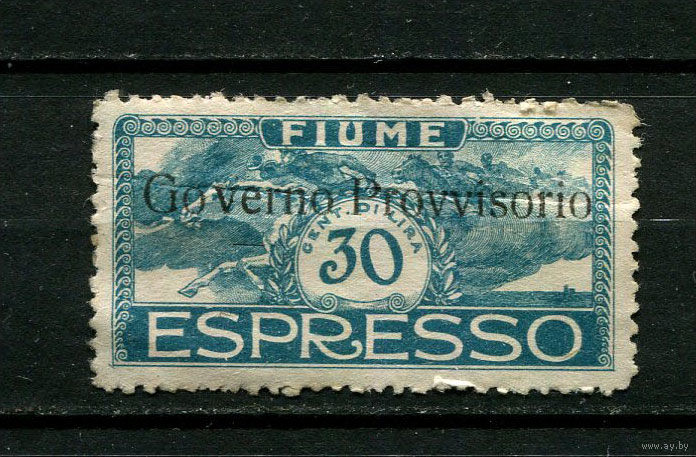 FIUME
Governo Provvisorio
CENT. DI LIRA
30
ESPRESSO
www.ay.by